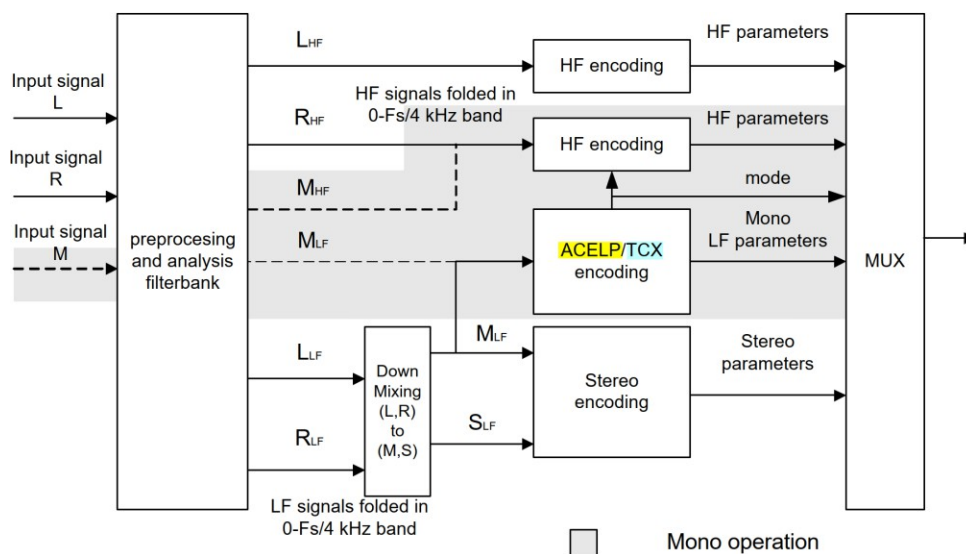 Input signal
L
Input signal
R
Input signal
M
preprocesing
and analysis
filterbank
LHF
HF signals folded in
0-Fs/4 kHz band
RHF
MHF
MLF
LLF
RLF
LF signals folded in
0-Fs/4 kHz band
Down
Mixing
(L,R)
to
(M,S)
MLF
SLF
HF encoding
HF encoding
ACELP/TCX
encoding
Stereo
encoding
HF parameters
HF parameters
mode
Mono
LF parameters
Stereo
parameters
MUX
Mono operation